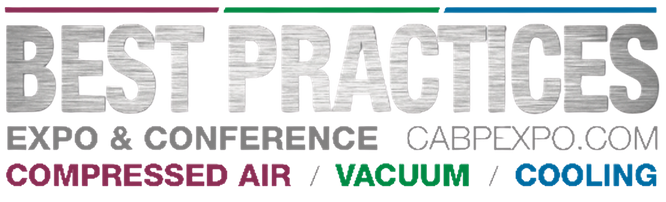 BEST PRACTICES
EXPO & CONFERENCE CABPEXPO.COM
COMPRESSED AIR / VACUUM / COOLING